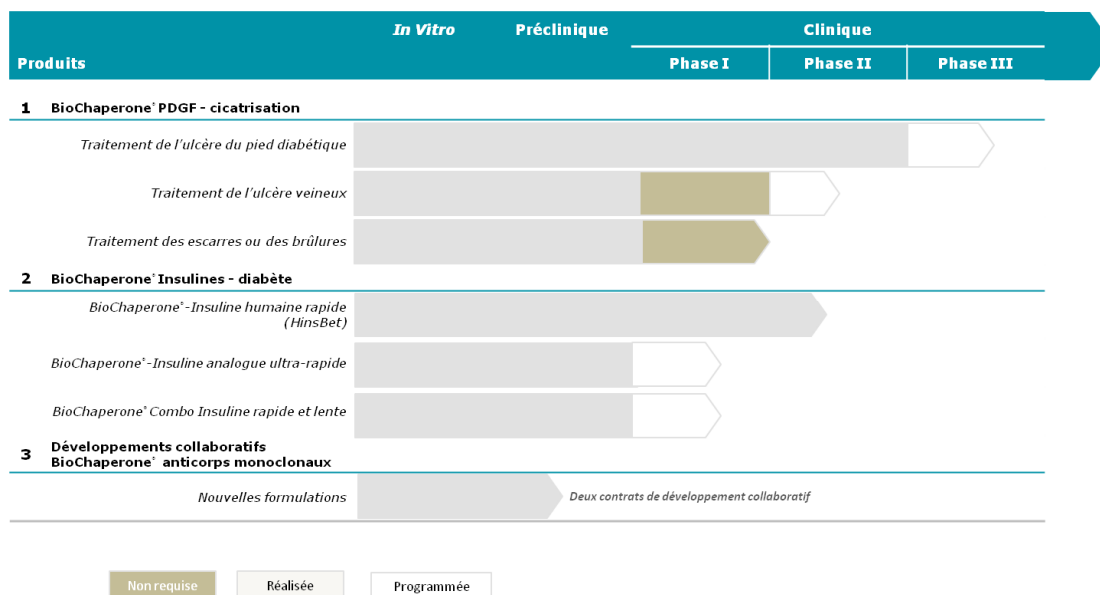 In Vitro Préclinique Clinique
Produits Phase I Phase II Phase III
1 BioChaperone® PDGF - cicatrisation
Traitement de l'ulcère du pied diabétique
Traitement de l'ulcère veineux
Traitement des escarres ou des brûlures
2 BioChaperone® Insulines - diabète
BioChaperone®-Insuline humaine rapide
(HinsBet)
BioChaperone®-Insuline analogue ultra-rapide
BioChaperone® Combo Insuline rapide et lente
3 Développements collaboratifs
BioChaperone® anticorps monoclonaux
Nouvelles formulations Deux contrats de développement collaboratif
Non requise Réalisée Programmée